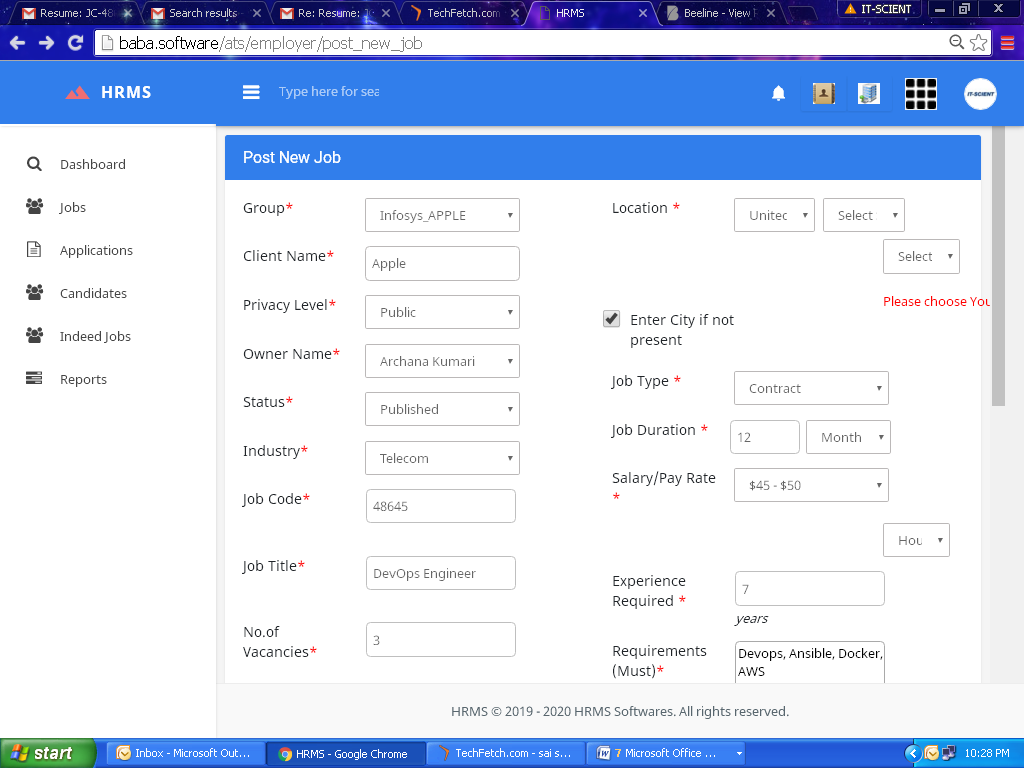 Resume: JC-48
Search results
Re: Resume: J
TechFetch.com
HRMS
Beeline - View
IT-SCIENT
baba.software/ats/employer/post_new_job
HRMS
Type here for sea
IT-SCIENT
Dashboard
Jobs
Applications
Candidates
Indeed Jobs
Reports
Post New Job
Group*
Infosys_APPLE
Client Name*
Apple
Privacy Level*
Public
Owner Name*
Archana Kumari
Status*
Published
Industry*
Telecom
Job Code*
48645
Job Title*
DevOps Engineer
No.of
Vacancies*
3
Location *
Unitec
Select
Select
Please choose You
Enter City if not
present
Job Type *
Contract
Job Duration *
12
Month
Salary/Pay Rate
*
$45 - $50
Hou
Experience
Required *
7
years
Requirements
(Must)*
Devops, Ansible, Docker,
AWS
HRMS © 2019 - 2020 HRMS Softwares. All rights reserved.
start
Inbox - Microsoft Out...
HRMS - Google Chrome
TechFetch.com - sai s...
7 Microsoft Office ...
10:28 PM